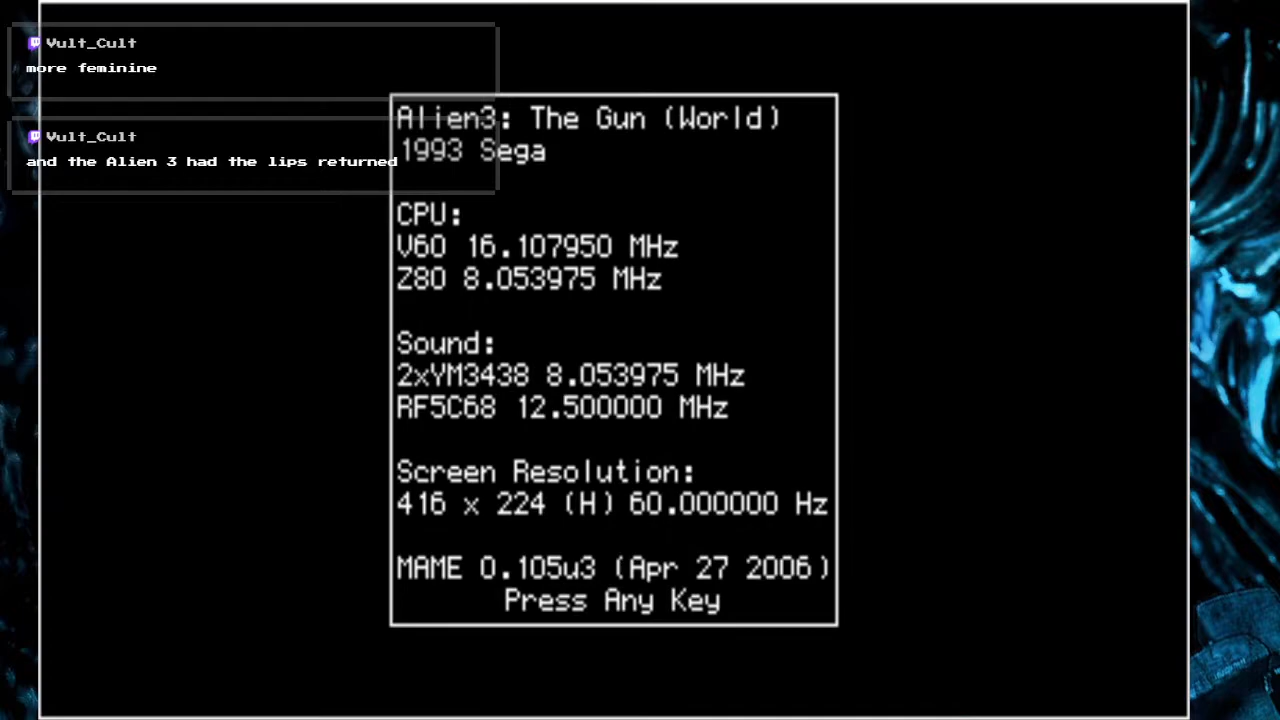 Vult_Cult
more feminine
Vult_Cult
and the Alien 3 had the lips returned
Alien3: The Gun (World)
1993 Sega
CPU:
V60 16.107950 MHz
Z80 8.053975 MHz
Sound:
2xYM3438 8.053975 MHz
RF5C68 12.500000 MHz
Screen Resolution:
416 x 224 (H) 60.000000 Hz
MAME 0.105u3 (Apr 27 2006)
Press Any Key